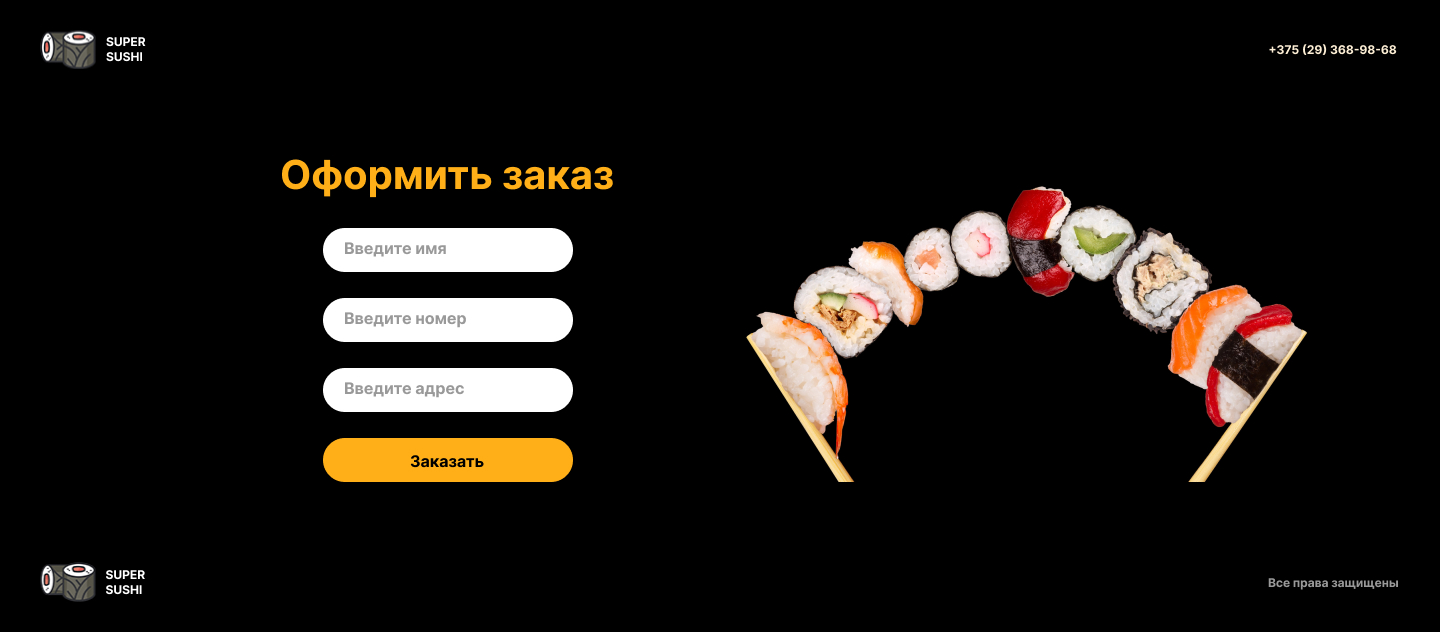 SUPER
SUSHI
+375 (29) 368-98-68
Оформить заказ
Введите имя
Введите номер
Введите адрес
Заказать
SUPER
SUSHI
Все права защищены